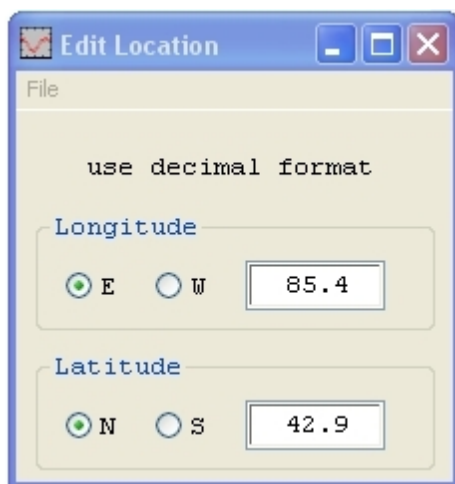 Edit Location
File
use decimal format
Longitude
E W 85.4
Latitude
N S 42.9